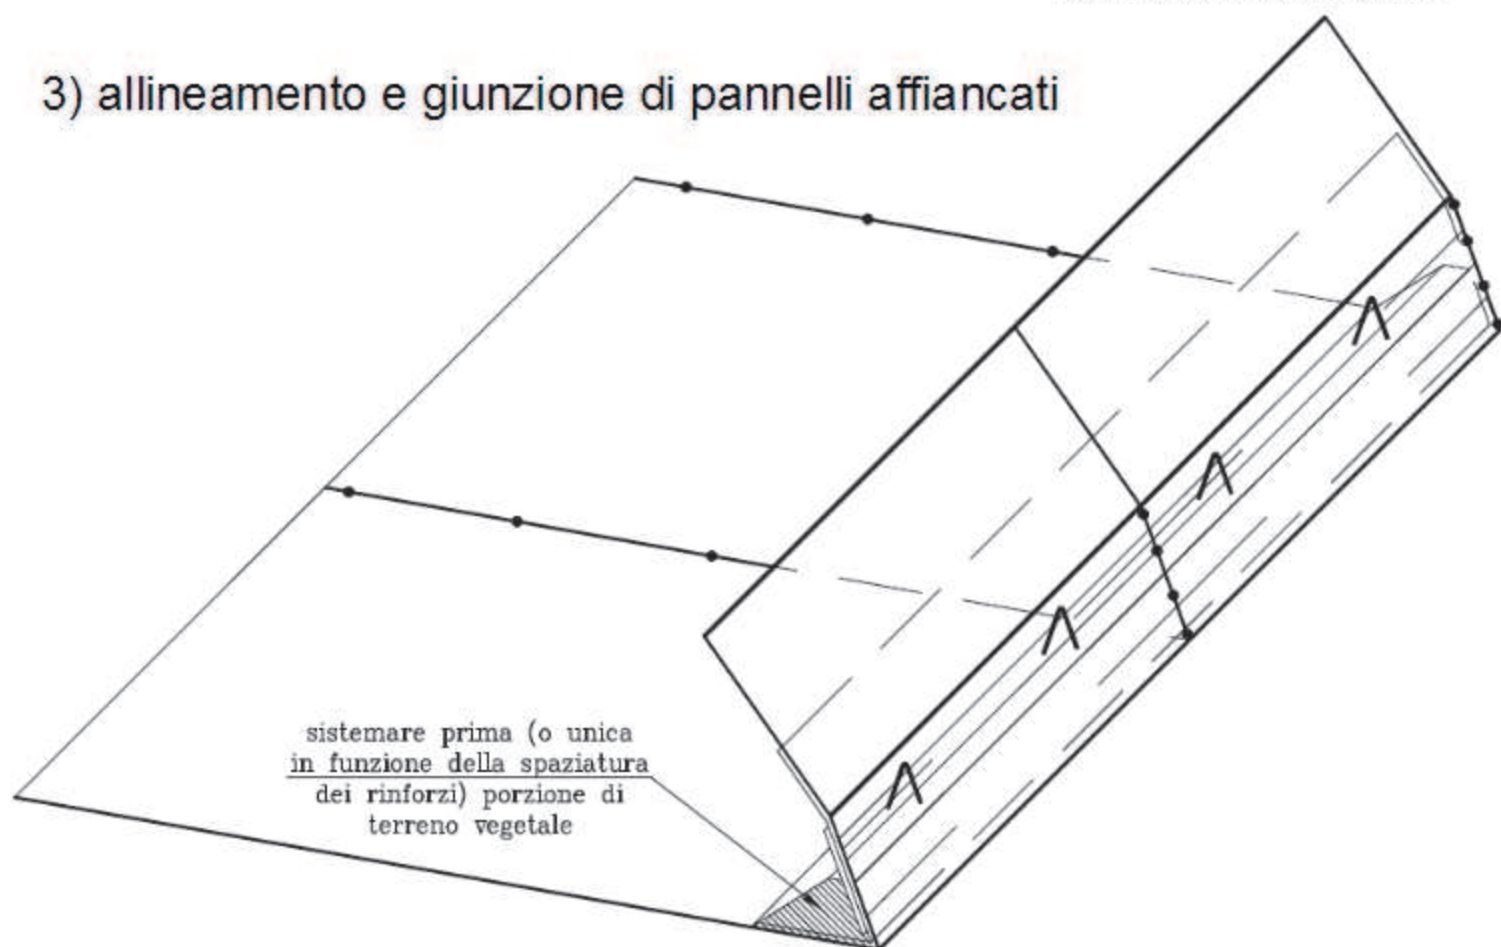 3) allineamento e giunzione di pannelli affiancati
sistemare prima (o unica
in funzione della spaziatura
dei rinforzi) porzione di
terreno vegetale